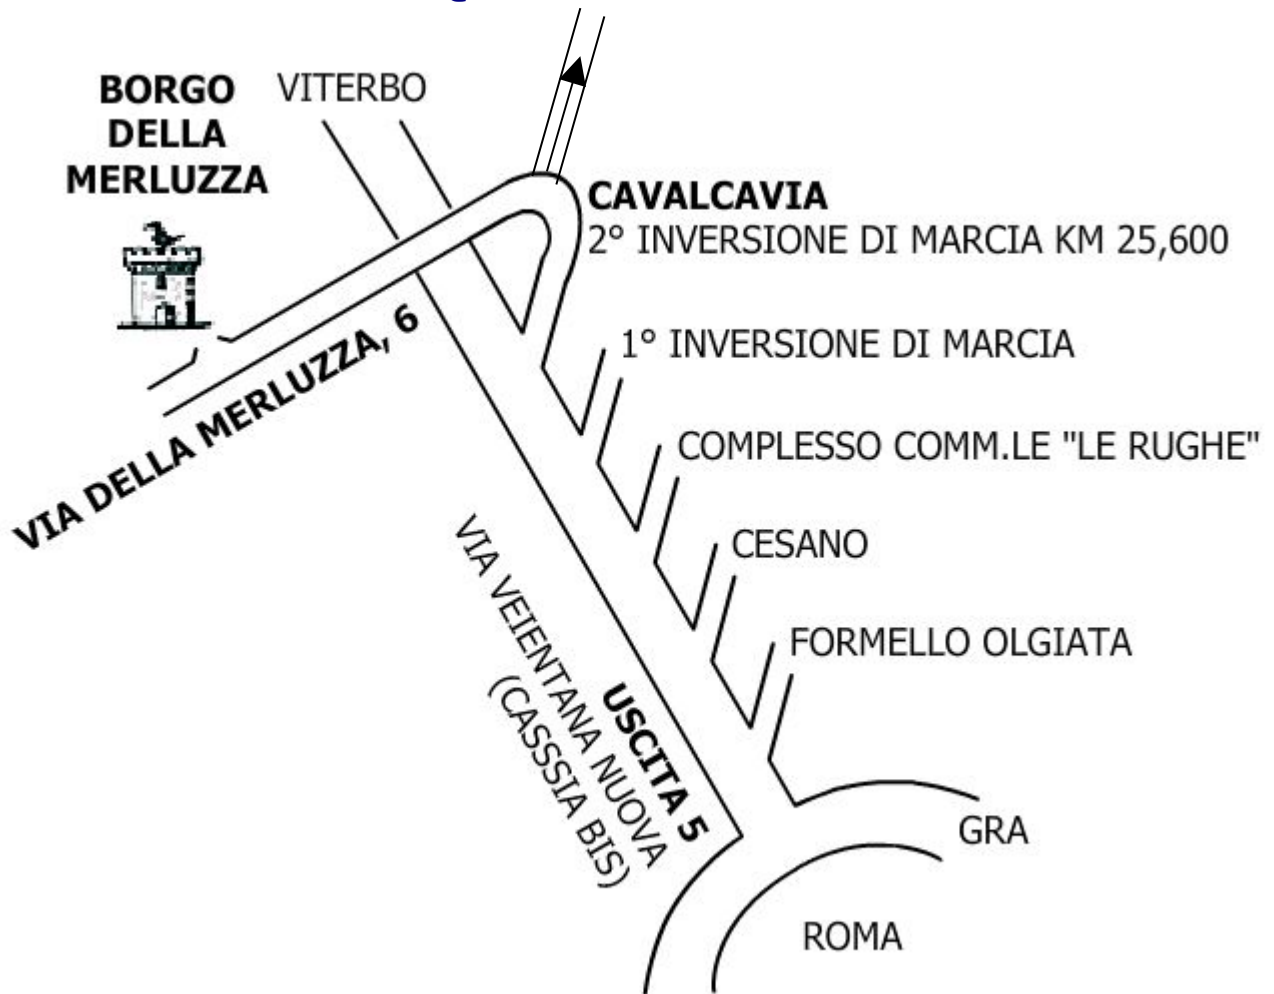 BORGO
DELLA
MERLUZZA
VITERBO
CAVALCAVIA
2° INVERSIONE DI MARCIA KM 25,600
1° INVERSIONE DI MARCIA
VIA DELLA MERLUZZA, 6
COMPLESSO COMM.LE "LE RUGHE"
CESANO
FORMELLO OLGIATA
USCITA 5
VIA VEIENTANA NUOVA
(CASSSIA BIS)
GRA
ROMA